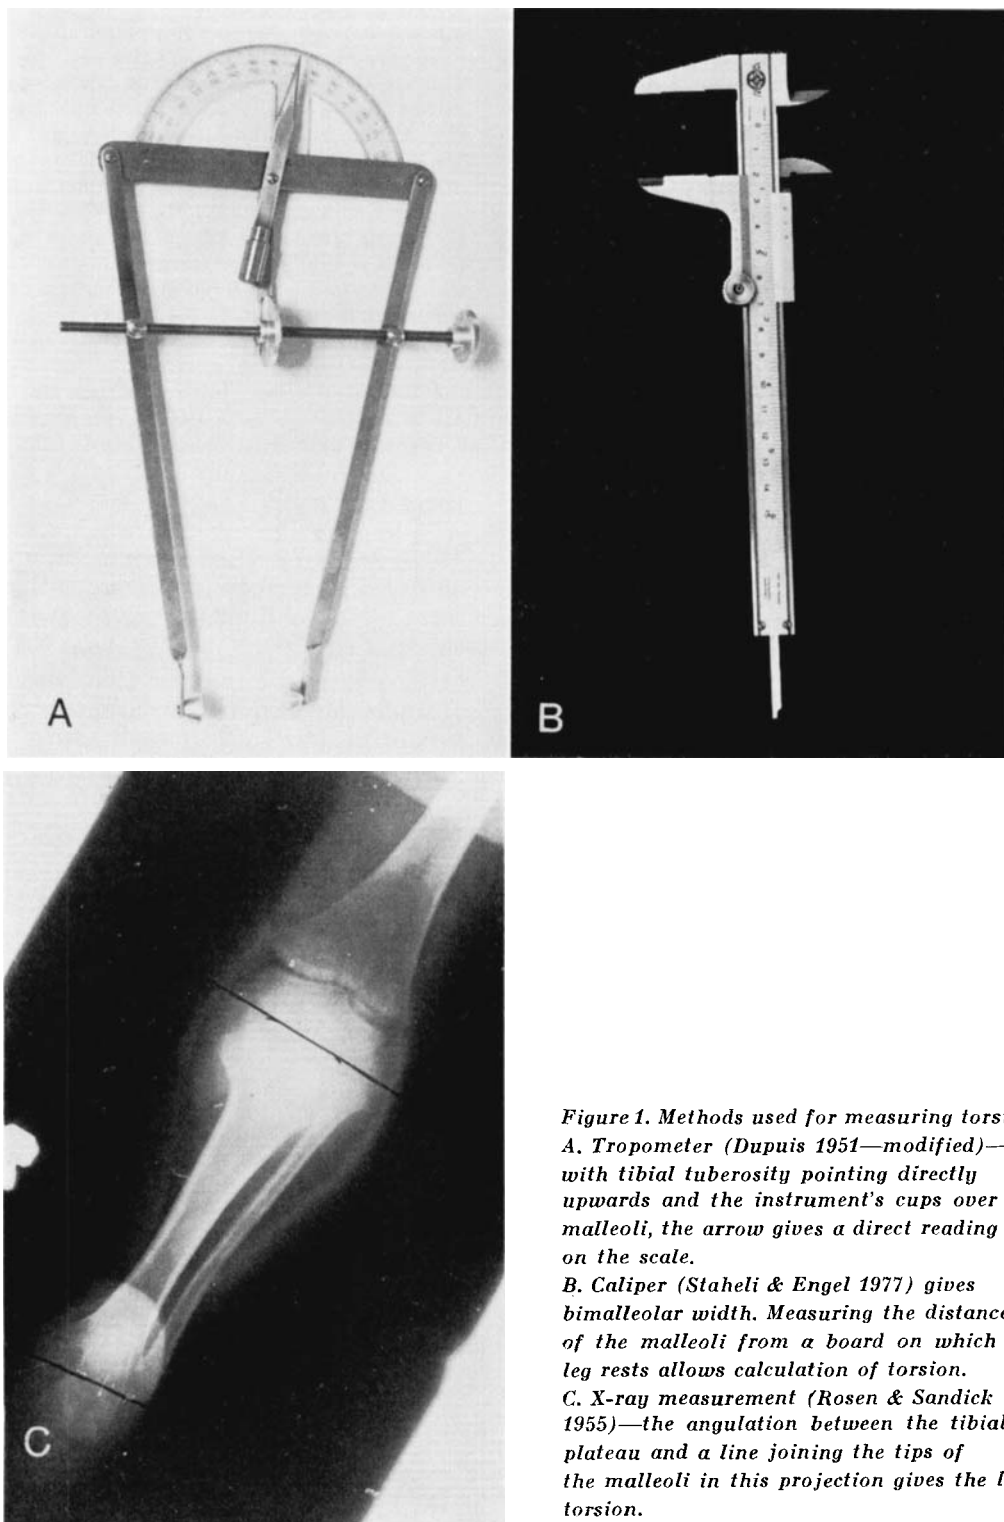 A
B
C
Figure 1. Methods used for measuring
A. Tropometer (Dupuis 1951—modified)—
with tibial tuberosity pointing directly
upwards and the instrument's cups over
malleoli, the arrow gives a direct reading
on the scale.
B. Caliper (Staheli & Engel 1977) gives
bimalleolar width. Measuring the distance
of the malleoli from a board on which
leg rests allows calculation of torsion.
C. X-ray measurement (Rosen & Sandick
1955)—the angulation between the tibial
plateau and a line joining the tips of
the malleoli in this projection gives the
torsion.